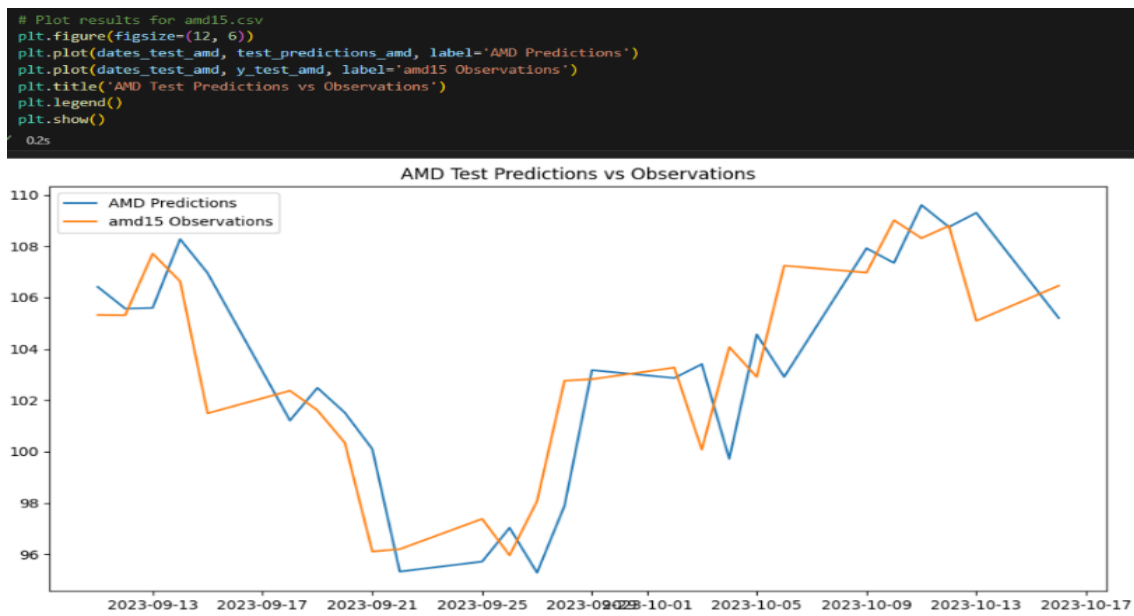 # Plot results for amd15.csv
plt.figure(figsize=(12, 6))
plt.plot(dates_test_amd, test_predictions_amd, label='AMD Predictions')
plt.plot(dates_test_amd, y_test_amd, label='amd15 Observations')
plt.title('AMD Test Predictions vs Observations')
plt.legend()
plt.show()
0.2s
AMD Test Predictions vs Observations
AMD Predictions
amd15 Observations
110
108
106
104
102
100
98
96
2023-09-13 2023-09-17 2023-09-21 2023-09-25 2023-09-29 2023-10-01 2023-10-05 2023-10-09 2023-10-13 2023-10-17